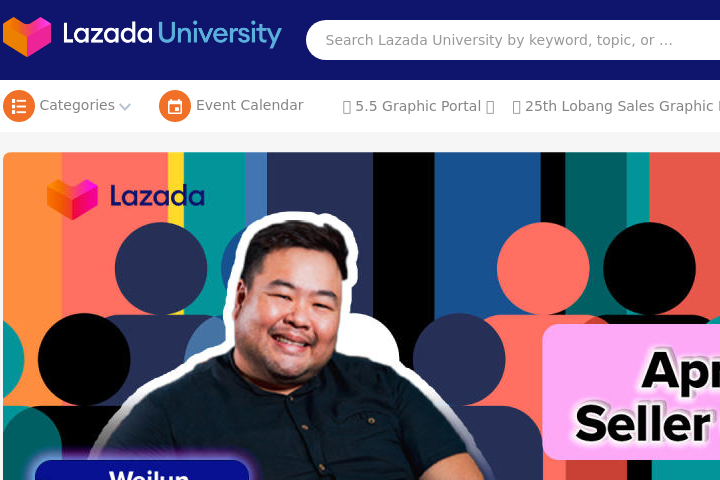 Lazada University
Search Lazada University by keyword, topic, or ...
Categories
Event Calendar
5.5 Graphic Portal
25th Lobang Sales Graphic
Lazada
Seller
Weilun